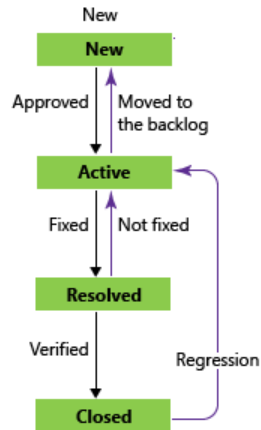 New
New
Approved
Moved to
the backlog
Active
Fixed
Not fixed
Resolved
Verified
Regression
Closed